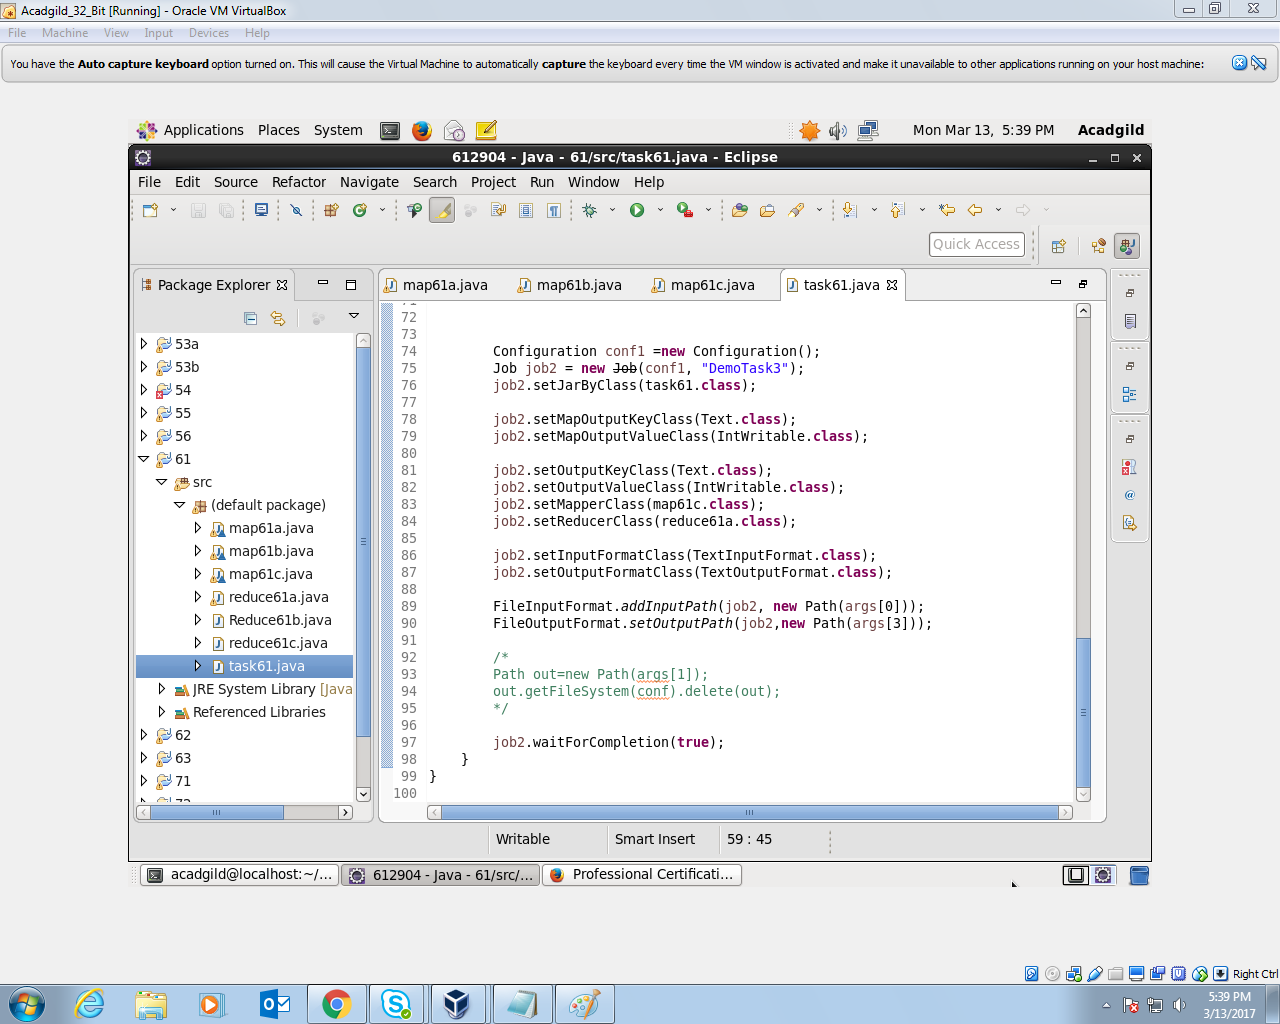 Acadgild_32_Bit [Running] - Oracle VM VirtualBox
File Machine View Input Devices Help
You have the Auto capture keyboard option turned on. This will cause the Virtual Machine to automatically capture the keyboard every time the VM window is activated and make it unavailable to other applications running on your host machine:
Applications Places System Mon Mar 13, 5:39 PM Acadgild
612904 - Java - 61/src/task61.java - Eclipse
File Edit Source Refactor Navigate Search Project Run Window Help
Quick Access
Package Explorer
53a
53b
54
55
56
61
src
(default package)
map61a.java
map61b.java
map61c.java
reduce61a.java
Reduce61b.java
reduce61c.java
task61.java
JRE System Library [Java
Referenced Libraries
62
63
71
map61a.java map61b.java map61c.java task61.java
71
72
73
74 Configuration conf1 =new Configuration();
75 Job job2 = new Job(conf1, "DemoTask3");
76 job2.setJarByClass(task61.class);
77
78 job2.setMapOutputKeyClass(Text.class);
79 job2.setMapOutputValueClass(IntWritable.class);
80
81 job2.setOutputKeyClass(Text.class);
82 job2.setOutputValueClass(IntWritable.class);
83 job2.setMapperClass(map61c.class);
84 job2.setReducerClass(reduce61a.class);
85
86 job2.setInputFormatClass(TextInputFormat.class);
87 job2.setOutputFormatClass(TextOutputFormat.class);
88
89 FileInputFormat.addInputPath(job2, new Path(args[0]));
90 FileOutputFormat.setOutputPath(job2,new Path(args[3]));
91
92 /*
93 Path out=new Path(args[1]);
94 out.getFileSystem(conf).delete(out);
95 */
96
97 job2.waitForCompletion(true);
98 }
99 }
100
Writable Smart Insert 59 : 45
acadgild@localhost:~/... 612904 - Java - 61/src/... Professional Certificati...
Right Ctrl
5:39 PM
3/13/2017